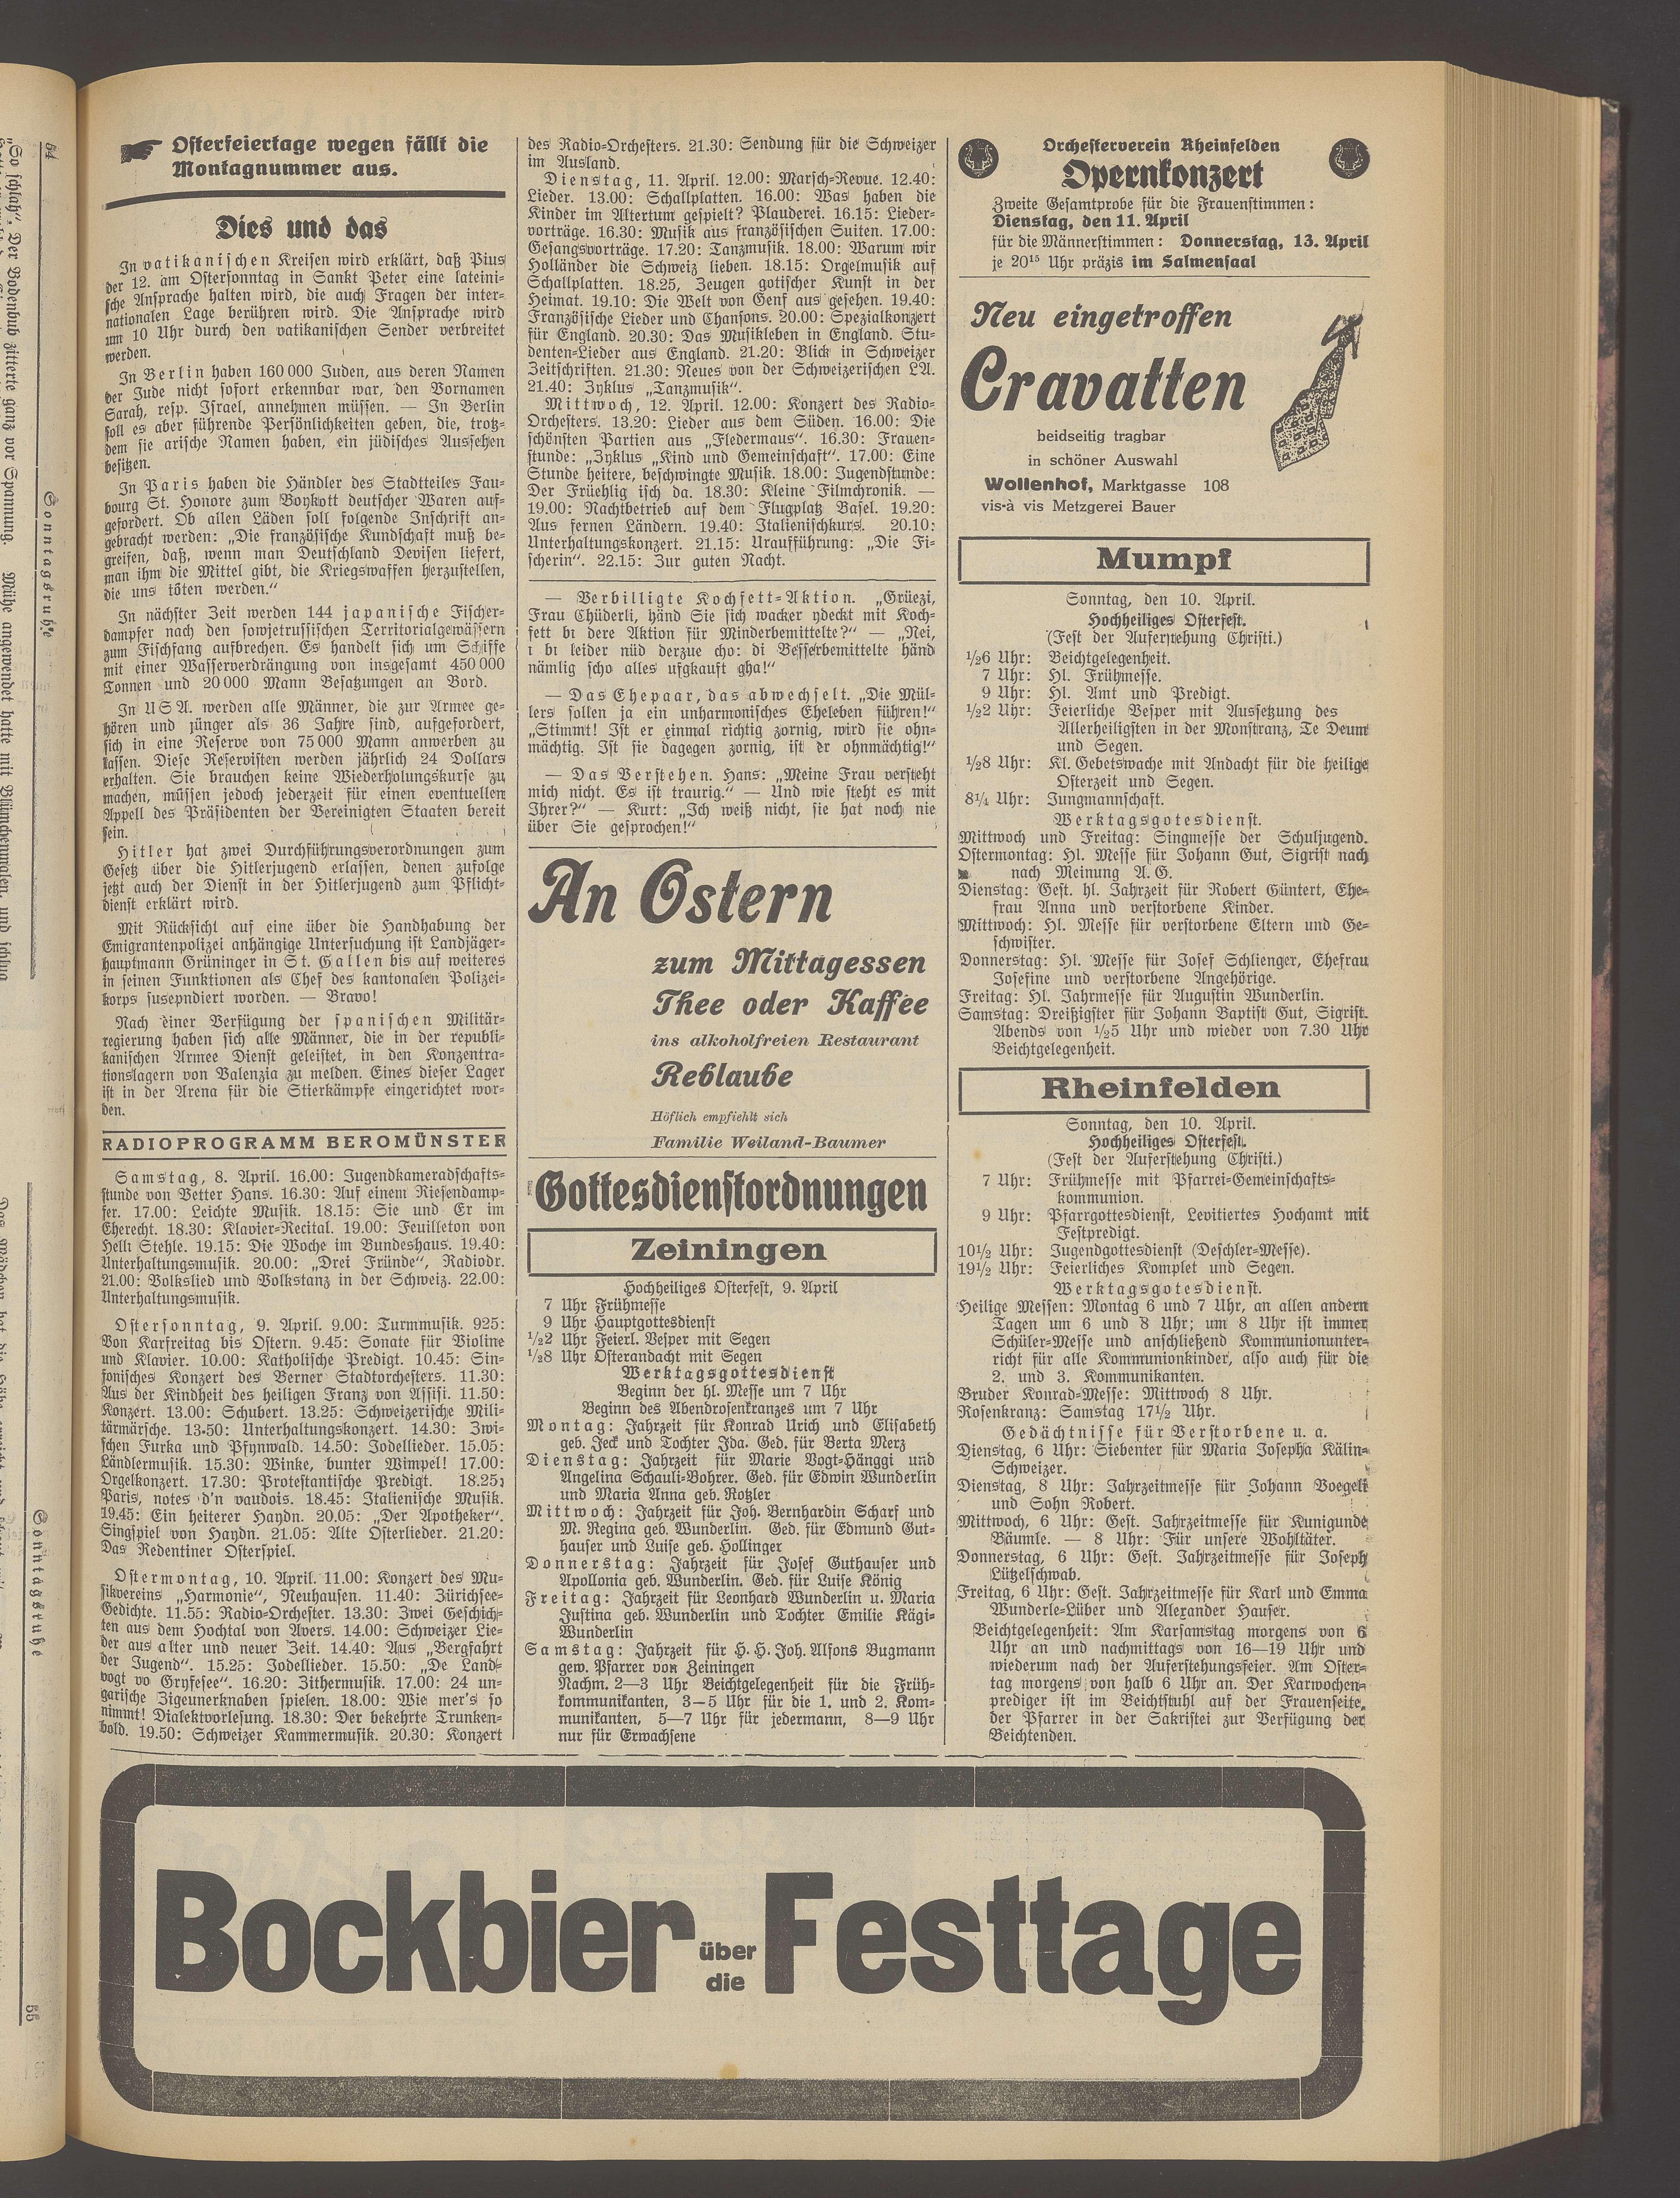 Osterfeiertage wegen fällt die
Montagnummer aus.
Dies und das
In vatikanischen Kreisen wird erklärt, daß Pius
der 12. am Ostersonntag in Sankt Peter eine lateini-
sche Ansprache halten wird, die auch Fragen der inter-
nationalen Lage berühren wird. Die Ansprache wird
um 10 Uhr durch den vatikanischen Sender verbreitet
werden.
In Berlin haben 160 000 Juden, aus deren Namen
der Jude nicht sofort erkennbar war, den Vornamen
Sarah, resp. Israel, annehmen müssen. — In Berlin
soll es aber führende Persönlichkeiten geben, die, trotz-
dem sie arische Namen haben, ein jüdisches Aussehen
besitzen.
In Paris haben die Händler des Stadtteiles Fau-
bourg St. Honore zum Boykott deutscher Waren auf-
gefordert. Ob allen Läden soll folgende Inschrift an-
gebracht werden: „Die französische Kundschaft muß be-
greifen, daß, wenn man Deutschland Devisen liefert,
man ihm die Mittel gibt, die Kriegswaffen herzustellen,
die uns töten werden.“
In nächster Zeit werden 144 japanische Fischer-
dampfer nach den sowjetrussischen Territorialgewässern
zum Fischfang aufbrechen. Es handelt sich um Schiffe
mit einer Wasserverdrängung von insgesamt 450 000
Tonnen und 20 000 Mann Besatzungen an Bord.
In USA. werden alle Männer, die zur Armee ge-
hören und jünger als 36 Jahre sind, aufgefordert,
sich in eine Reserve von 75 000 Mann anwerben zu
lassen. Diese Reservisten werden jährlich 24 Dollars
erhalten. Sie brauchen keine Wiederholungskurse zu
machen, müssen jedoch jederzeit für einen eventuellen
Appell des Präsidenten der Vereinigten Staaten bereit
sein.
Hitler hat zwei Durchführungsverordnungen zum
Gesetz über die Hitlerjugend erlassen, denen zufolge
jetzt auch der Dienst in der Hitlerjugend zum Pflicht-
dienst erklärt wird.
Mit Rücksicht auf eine über die Handhabung der
Emigrantenpolizei anhängige Untersuchung ist Landjäger-
hauptmann Grüninger in St. Gallen bis auf weiteres
in seinen Funktionen als Chef des kantonalen Polizei-
korps susepndiert worden. — Bravo!
Nach einer Verfügung der spanischen Militär-
regierung haben sich alle Männer, die in der republi-
kanischen Armee Dienst geleistet, in den Konzentra-
tionslagern von Valenzia zu melden. Eines dieser Lager
ist in der Arena für die Stierkämpfe eingerichtet wor-
den.
RADIOPROGRAMM BEROMÜNSTER
Samstag, 8. April. 16.00: Jugendkameradschafts-
stunde von Vetter Hans. 16.30: Auf einem Riesendamp-
fer. 17.00: Leichte Musik. 18.15: Sie und Er im
Eherecht. 18.30: Klavier-Recital. 19.00: Feuilleton von
Helli Stehle. 19.15: Die Woche im Bundeshaus. 19.40:
Unterhaltungsmusik. 20.00: „Drei Fründe“, Radiodr.
21.00: Volkslied und Volkstanz in der Schweiz. 22.00:
Unterhaltungsmusik.
Ostersonntag, 9. April. 9.00: Turmmusik. 925:
Von Karfreitag bis Ostern. 9.45: Sonate für Violine
und Klavier. 10.00: Katholische Predigt. 10.45: Sin-
fonisches Konzert des Berner Stadtorchesters. 11.30:
Aus der Kindheit des heiligen Franz von Assisi. 11.50:
Konzert. 13.00: Schubert. 13.25: Schweizerische Mili-
tärmärsche. 13.50: Unterhaltungskonzert. 14.30: Zwi-
schen Furka und Pfynwald. 14.50: Jodellieder. 15.05:
Ländlermusik. 15.30: Winke, bunter Wimpel! 17.00:
Orgelkonzert. 17.30: Protestantische Predigt. 18.25:
Paris, notes d'n vaudois. 18.45: Italienische Musik.
19.45: Ein heiterer Haydn. 20.05: „Der Apotheker“.
Singspiel von Haydn. 21.05: Alte Osterlieder. 21.20:
Das Redentiner Osterspiel.
Ostermontag, 10. April. 11.00: Konzert des Mu-
sikvereins „Harmonie“, Neuhausen. 11.40: Zürichsee-
Gedichte. 11.55: Radio-Orchester. 13.30: Zwei Geschich-
ten aus dem Hochtal von Avers. 14.00: Schweizer Lie-
der aus alter und neuer Zeit. 14.40: Aus „Bergfahrt
der Jugend“. 15.25: Jodellieder. 15.50: „De Land-
vogt vo Gryfesee“. 16.20: Zithermusik. 17.00: 24 un-
garische Zigeunerknaben spielen. 18.00: Wie mer's so
nimmt! Dialektvorlesung. 18.30: Der bekehrte Trunken-
bold. 19.50: Schweizer Kammermusik. 20.30: Konzert
des Radio-Orchesters. 21.30: Sendung für die Schweizer
im Ausland.
Dienstag, 11. April. 12.00: Marsch-Revue. 12.40:
Lieder. 13.00: Schallplatten. 16.00: Was haben die
Kinder im Altertum gespielt? Plauderei. 16.15: Lieder-
vorträge. 16.30: Musik aus französischen Suiten. 17.00:
Gesangsvorträge. 17.20: Tanzmusik. 18.00: Warum wir
Holländer die Schweiz lieben. 18.15: Orgelmusik auf
Schallplatten. 18.25, Zeugen gotischer Kunst in der
Heimat. 19.10: Die Welt von Genf aus gesehen. 19.40:
Französische Lieder und Chansons. 20.00: Spezialkonzert
für England. 20.30: Das Musikleben in England. Stu-
denten-Lieder aus England. 21.20: Blick in Schweizer
Zeitschriften. 21.30: Neues von der Schweizerischen LA.
21.40: Zyklus „Tanzmusik“.
Mittwoch, 12. April. 12.00: Konzert des Radio-
Orchesters. 13.20: Lieder aus dem Süden. 16.00: Die
schönsten Partien aus „Fledermaus“. 16.30: Frauen-
stunde: „Zyklus „Kind und Gemeinschaft“. 17.00: Eine
Stunde heitere, beschwingte Musik. 18.00: Jugendstunde:
Der Früehlig isch da. 18.30: Kleine Filmchronik. —
19.00: Nachtbetrieb auf dem Flugplatz Basel. 19.20:
Aus fernen Ländern. 19.40: Italienischkurs. 20.10:
Unterhaltungskonzert. 21.15: Uraufführung: „Die Fi-
scherin“. 22.15: Zur guten Nacht.
— Verbilligte Kochfett-Aktion. „Grüezi,
Frau Chüderli, händ Sie sich wacker ydeckt mit Koch-
fett bi dere Aktion für Minderbemittelte?“ — „Nei,
i bi leider nüd derzue cho: di Besserbemittelte händ
nämlig scho alles ufgkauft gha!“
— Das Ehepaar, das abwechselt. „Die Mül-
lers sollen ja ein unharmonisches Eheleben führen!“
„Stimmt! Ist er einmal richtig zornig, wird sie ohn-
mächtig. Ist sie dagegen zornig, ist er ohnmächtig!“
— Das Verstehen. Hans: „Meine Frau versteht
mich nicht. Es ist traurig.“ — Und wie steht es mit
Ihrer?“ — Kurt: „Ich weiß nicht, sie hat noch nie
über Sie gesprochen!“
An Ostern
zum Mittagessen
Thee oder Kaffee
ins alkoholfreien Restaurant
Reblaube
Höflich empfiehlt sich
Familie Weiland-Baumer
Gottesdienstordnungen
Zeiningen
Hochheiliges Osterfest, 9. April
7 Uhr Frühmesse
9 Uhr Hauptgottesdienst
½2 Uhr Feierl. Vesper mit Segen
½8 Uhr Osterandacht mit Segen
Werktagsgottesdienst
Beginn der hl. Messe um 7 Uhr
Beginn des Abendrosenkranzes um 7 Uhr
Montag: Jahrzeit für Konrad Urich und Elisabeth
geb. Jeck und Tochter Ida. Ged. für Berta Merz
Dienstag: Jahrzeit für Marie Vogt-Hänggi und
Angelina Schauli-Bohrer. Ged. für Edwin Wunderlin
und Maria Anna geb. Rotzler
Mittwoch: Jahrzeit für Joh. Bernhardin Scharf und
M. Regina geb. Wunderlin. Ged. für Edmund Gut-
hauser und Luise geb. Hollinger
Donnerstag: Jahrzeit für Josef Guthauser und
Apollonia geb. Wunderlin. Ged. für Luise König
Freitag: Jahrzeit für Leonhard Wunderlin u. Maria
Justina geb. Wunderlin und Tochter Emilie Kägi-
Wunderlin
Samstag: Jahrzeit für H. H. Joh. Alfons Bugmann
gew. Pfarrer von Zeiningen
Nachm. 2—3 Uhr Beichtgelegenheit für die Früh-
kommunikanten, 3—5 Uhr für die 1. und 2. Kom-
munikanten, 5—7 Uhr für jedermann, 8—9 Uhr
nur für Erwachsene
Orchesterverein Rheinfelden
Opernkonzert
Zweite Gesamtprobe für die Frauenstimmen:
Dienstag, den 11. April
für die Männerstimmen: Donnerstag, 13. April
je 20¹⁵ Uhr präzis im Salmensaal
Neu eingetroffen
Cravatten
beidseitig tragbar
in schöner Auswahl
Wollenhof, Marktgasse 108
vis-à vis Metzgerei Bauer
Mumpf
Sonntag, den 10. April.
Hochheiliges Osterfest.
(Fest der Auferstehung Christi.)
½6 Uhr: Beichtgelegenheit.
7 Uhr: Hl. Frühmesse.
9 Uhr: Hl. Amt und Predigt.
½2 Uhr: Feierliche Vesper mit Aussetzung des
Allerheiligsten in der Monstranz, Te Deum
und Segen.
½8 Uhr: Kl. Gebetswache mit Andacht für die heilige
Osterzeit und Segen.
8¼ Uhr: Jungmannschaft.
Werktagsgotesdienst.
Mittwoch und Freitag: Singmesse der Schuljugend.
Ostermontag: Hl. Messe für Johann Gut, Sigrist nach
nach Meinung A. G.
Dienstag: Gest. hl. Jahrzeit für Robert Güntert, Ehe-
frau Anna und verstorbene Kinder.
Mittwoch: Hl. Messe für verstorbene Eltern und Ge-
schwister.
Donnerstag: Hl. Messe für Josef Schlienger, Ehefrau
Josefine und verstorbene Angehörige.
Freitag: Hl. Jahrmesse für Augustin Wunderlin.
Samstag: Dreißigster für Johann Baptist Gut, Sigrist.
Abends von ½5 Uhr und wieder von 7.30 Uhr
Beichtgelegenheit.
Rheinfelden
Sonntag, den 10. April.
Hochheiliges Osterfest.
(Fest der Auferstehung Christi.)
7 Uhr: Frühmesse mit Pfarrei-Gemeinschafts-
kommunion.
9 Uhr: Pfarrgottesdienst, Levitiertes Hochamt mit
Festpredigt.
10½ Uhr: Jugendgottesdienst (Deschler-Messe).
19½ Uhr: Feierliches Komplet und Segen.
Werktagsgotesdienst.
Heilige Messen: Montag 6 und 7 Uhr, an allen andern
Tagen um 6 und 8 Uhr; um 8 Uhr ist immer
Schüler-Messe und anschließend Kommunionunter-
richt für alle Kommunionkinder, also auch für die
2. und 3. Kommunikanten.
Bruder Konrad-Messe: Mittwoch 8 Uhr.
Rosenkranz: Samstag 17½ Uhr.
Gedächtnisse für Verstorbene u. a.
Dienstag, 6 Uhr: Siebenter für Maria Josepha Kälin-
Schweizer.
Dienstag, 8 Uhr: Jahrzeitmesse für Johann Voegeli
und Sohn Robert.
Mittwoch, 6 Uhr: Gest. Jahrzeitmesse für Kunigunde
Bäumle. — 8 Uhr: Für unsere Wohltäter.
Donnerstag, 6 Uhr: Gest. Jahrzeitmesse für Joseph
Lützelschwab.
Freitag, 6 Uhr: Gest. Jahrzeitmesse für Karl und Emma
Wunderle-Lüber und Alexander Hauser.
Beichtgelegenheit: Am Karsamstag morgens von 6
Uhr an und nachmittags von 16—19 Uhr und
wiederum nach der Auferstehungsfeier. Am Oster-
tag morgens von halb 6 Uhr an. Der Karwochen-
prediger ist im Beichtstuhl auf der Frauenseite,
der Pfarrer in der Sakristei zur Verfügung der
Beichtenden.
Bockbier über die Festtage
54
Sonntagsruhe
Sonntagsruhe
55